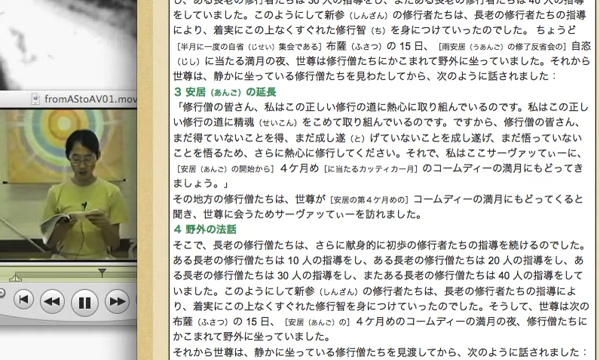 fromAStoAV01.mov
し、ある長老の修行僧たちは 30 人の指導をし、またある長老の修行僧たちは 40 人の指導
をしていました。このようにして新参（しんざん）の修行者たちは、長老の修行者たちの指導
により、着実にこの上なくすぐれた修行智（ち）を身につけていったのでした。 ちょうど
［半月に一度の自省（じせい）集会である］布薩（ふさつ）の 15 日、［雨安居（うあんご）の修了反省会の］自恣
（じし）に当たる満月の夜、世尊は修行僧たちにかこまれて野外に坐っていました。それから
世尊は、静かに坐っている修行僧たちを見わたしてから、次のように話されました：
3 安居（あんご）の延長
「修行僧の皆さん、私はこの正しい修行の道に熱心に取り組んでいるのです。私はこの正し
い修行の道に精魂（せいこん）をこめて取り組んでいるのです。ですから、修行僧の皆さん、
まだ得ていないことを得、まだ成し遂（と）げていないことを成し遂げ、まだ悟っていない
ことを悟るため、さらに熱心に修行してください。それで、私はここサーヴァッてぃーに、
［安居（あんご）の開始から］４ケ月め［に当たるカッティカー月］のコームディーの満月にもどってき
ましょう。」
その地方の修行僧たちは、世尊が［安居の第４ケ月めの］コームディーの満月にもどってくると
聞き、世尊に会うためサーヴァッてぃーを訪れました。
4 野外の法話
そこで、長老の修行僧たちは、さらに献身的に初歩の修行者たちの指導を続けるのでした。
ある長老の修行僧たちは 10 人の指導をし、ある長老の修行僧たちは 20 人の指導をし、あ
る長老の修行僧たちは 30 人の指導をし、またある長老の修行僧たちは 40 人の指導をして
いました。このようにして新参（しんざん）の修行者たちは、長老の修行者たちの指導によ
り、着実にこの上なくすぐれた修行智を身につけていったのでした。そうして、世尊は次の
布薩（ふさつ）の 15 日、［安居（あんご）の］４ケ月めのコームディーの満月の夜、修行僧たちに
かこまれて野外に坐っていました。
それから世尊は、静かに坐っている修行僧たちを見渡してから、次のように話されました：